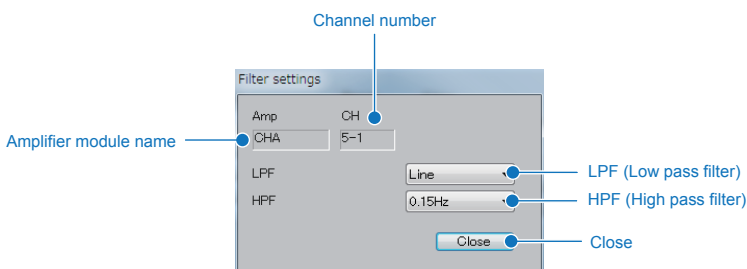 Channel number
Filter settings
Amp CH
Amplifier module name CHA 5-1
LPF Line LPF (Low pass filter)
HPF 0.15Hz HPF (High pass filter)
Close Close